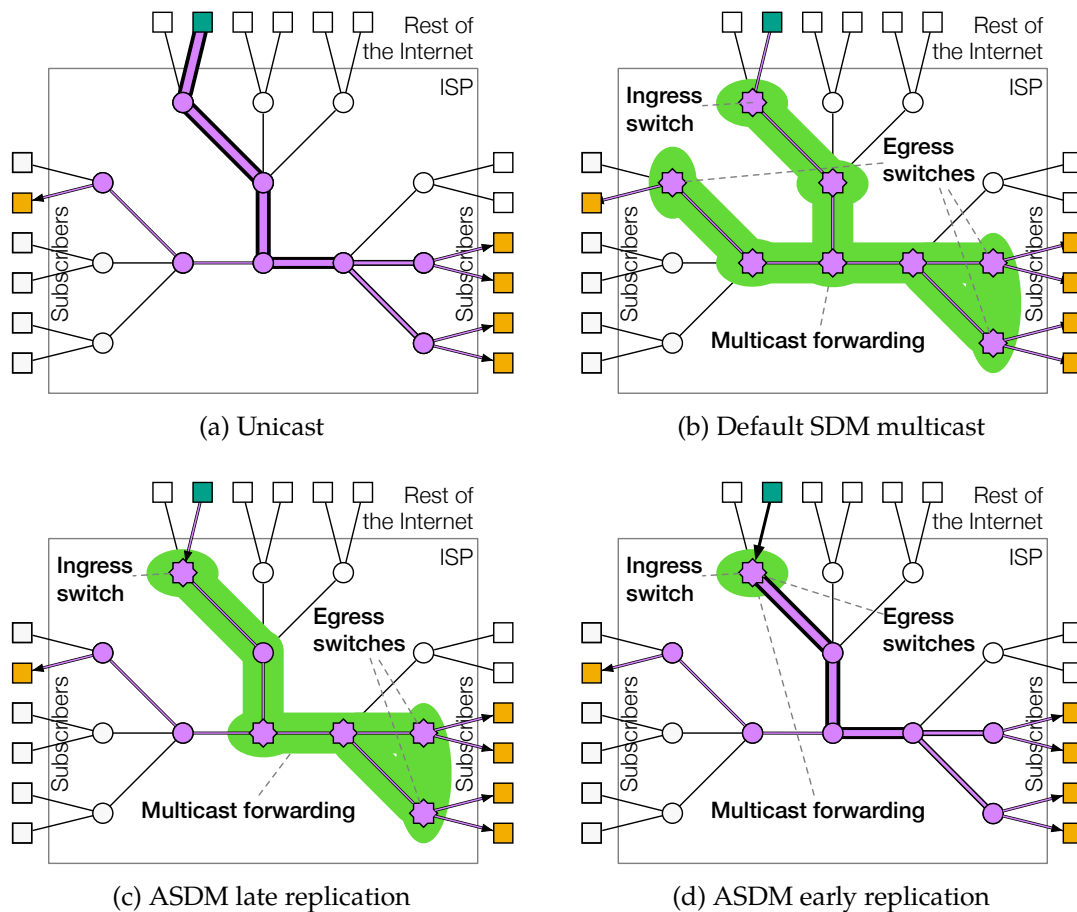 Rest of
the Internet
ISP
Subscribers
Subscribers
(a) Unicast
Rest of
the Internet
ISP
Ingress
switch
Egress
switches
Subscribers
Subscribers
Multicast forwarding
(b) Default SDM multicast
Rest of
the Internet
ISP
Ingress
switch
Egress
switches
Subscribers
Subscribers
Multicast forwarding
(c) ASDM late replication
Rest of
the Internet
ISP
Ingress
switch
Egress
switches
Subscribers
Subscribers
Multicast forwarding
(d) ASDM early replication